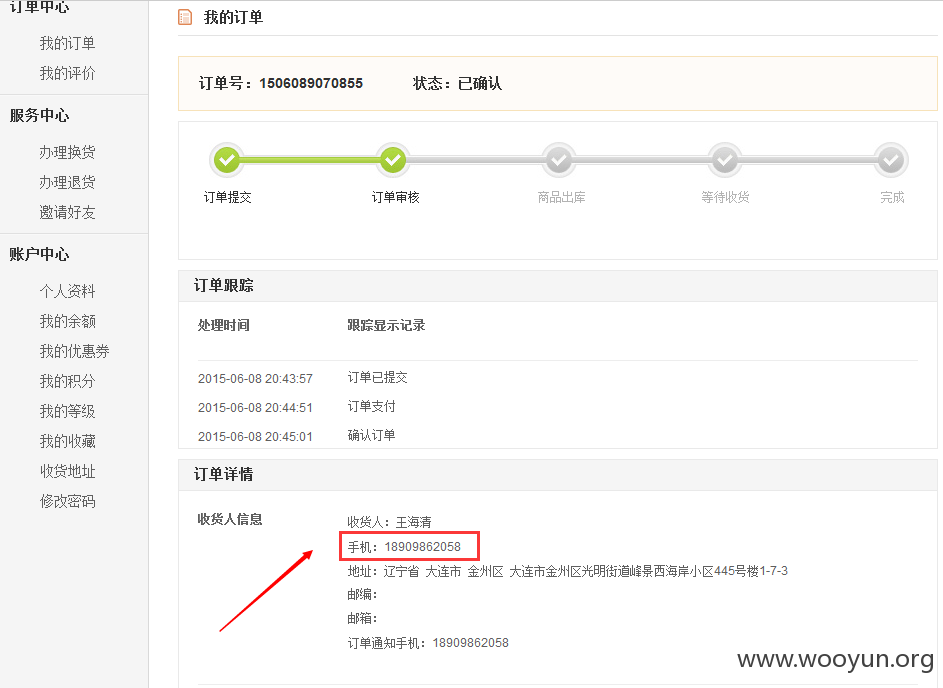 订单中心
我的订单
我的评价
服务中心
办理换货
办理退货
邀请好友
账户中心
个人资料
我的余额
我的优惠券
我的积分
我的等级
我的收藏
收货地址
修改密码
我的订单
订单号：1506089070855 状态：已确认
订单提交 订单审核 商品出库 等待收货 完成
订单跟踪
处理时间 跟踪显示记录
2015-06-08 20:43:57 订单已提交
2015-06-08 20:44:51 订单支付
2015-06-08 20:45:01 确认订单
订单详情
收货人信息
收货人：王海清
手机：18909862058
地址：辽宁省 大连市 金州区 大连市金州区光明街道峰景西海岸小区445号楼1-7-3
邮编：
邮箱：
订单通知手机：18909862058
www.wooyun.org